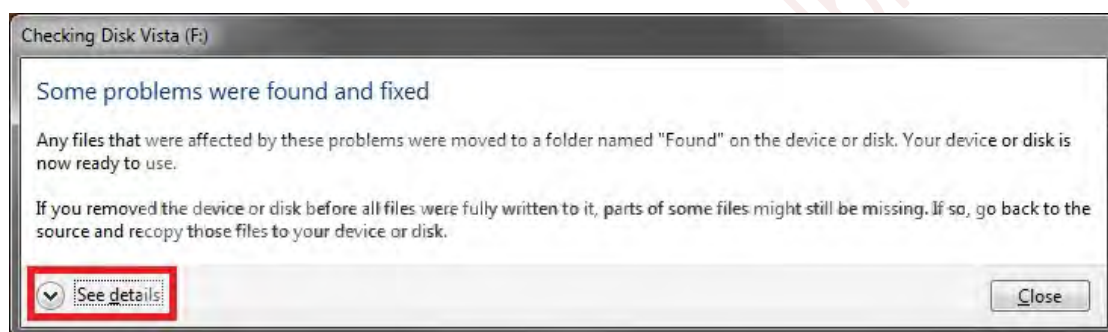 Checking Disk Vista (F:)
Some problems were found and fixed
Any files that were affected by these problems were moved to a folder named "Found" on the device or disk. Your device or disk is
now ready to use.
If you removed the device or disk before all files were fully written to it, parts of some files might still be missing. If so, go back to the
source and recopy those files to your device or disk.
See details
Close